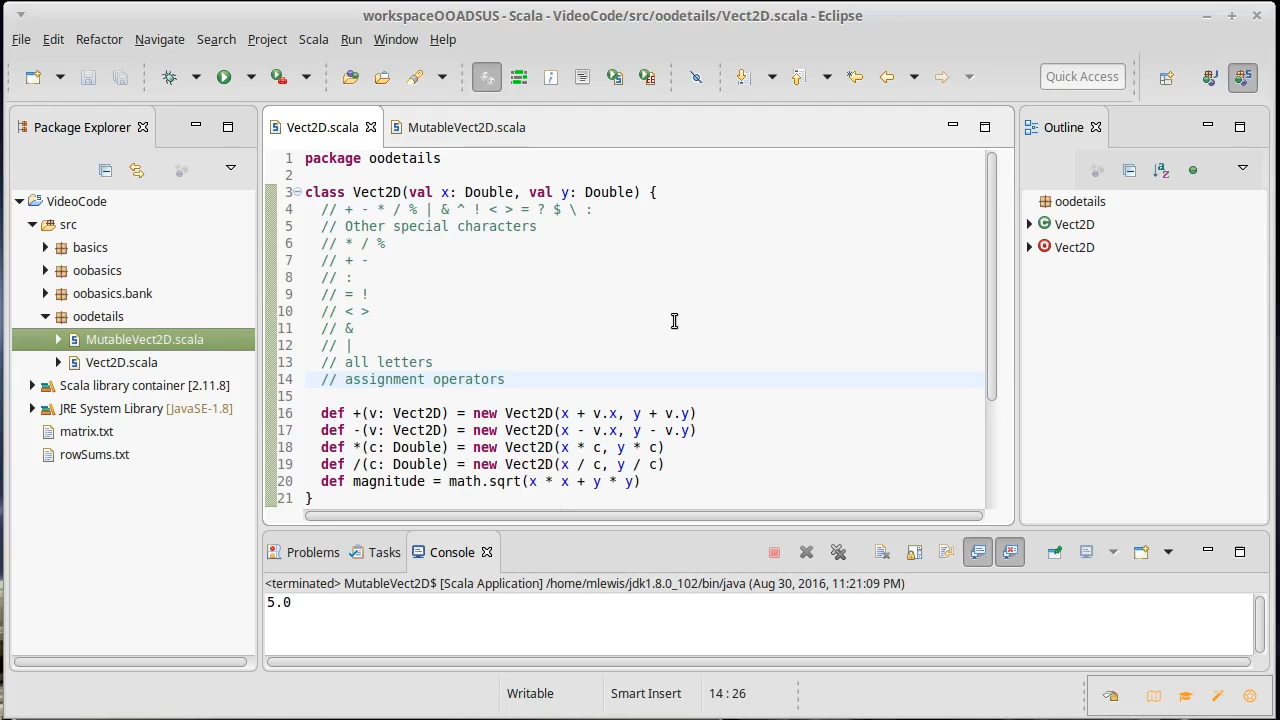 workspaceOOADSUS - Scala - VideoCode/src/oodetails/Vect2D.scala - Eclipse
File Edit Refactor Navigate Search Project Scala Run Window Help
Quick Access
Package Explorer
VideoCode
src
basics
oobasics
oobasics.bank
oodetails
MutableVect2D.scala
Vect2D.scala
Scala library container [2.11.8]
JRE System Library [JavaSE-1.8]
matrix.txt
rowSums.txt
Vect2D.scala MutableVect2D.scala
1 package oodetails
2
3 class Vect2D(val x: Double, val y: Double) {
4 // + - * / % | & ^ ! < > = ? $ \ :
5 // Other special characters
6 // * / %
7 // + -
8 // :
9 // = !
10 // < >
11 // &
12 // |
13 // all letters
14 // assignment operators
15
16 def +(v: Vect2D) = new Vect2D(x + v.x, y + v.y)
17 def -(v: Vect2D) = new Vect2D(x - v.x, y - v.y)
18 def *(c: Double) = new Vect2D(x * c, y * c)
19 def /(c: Double) = new Vect2D(x / c, y / c)
20 def magnitude = math.sqrt(x * x + y * y)
21 }
Outline
oodetails
Vect2D
Vect2D
Problems Tasks Console
<terminated> MutableVect2D$ [Scala Application] /home/mlewis/jdk1.8.0_102/bin/java (Aug 30, 2016, 11:21:09 PM)
5.0
Writable Smart Insert 14 : 26